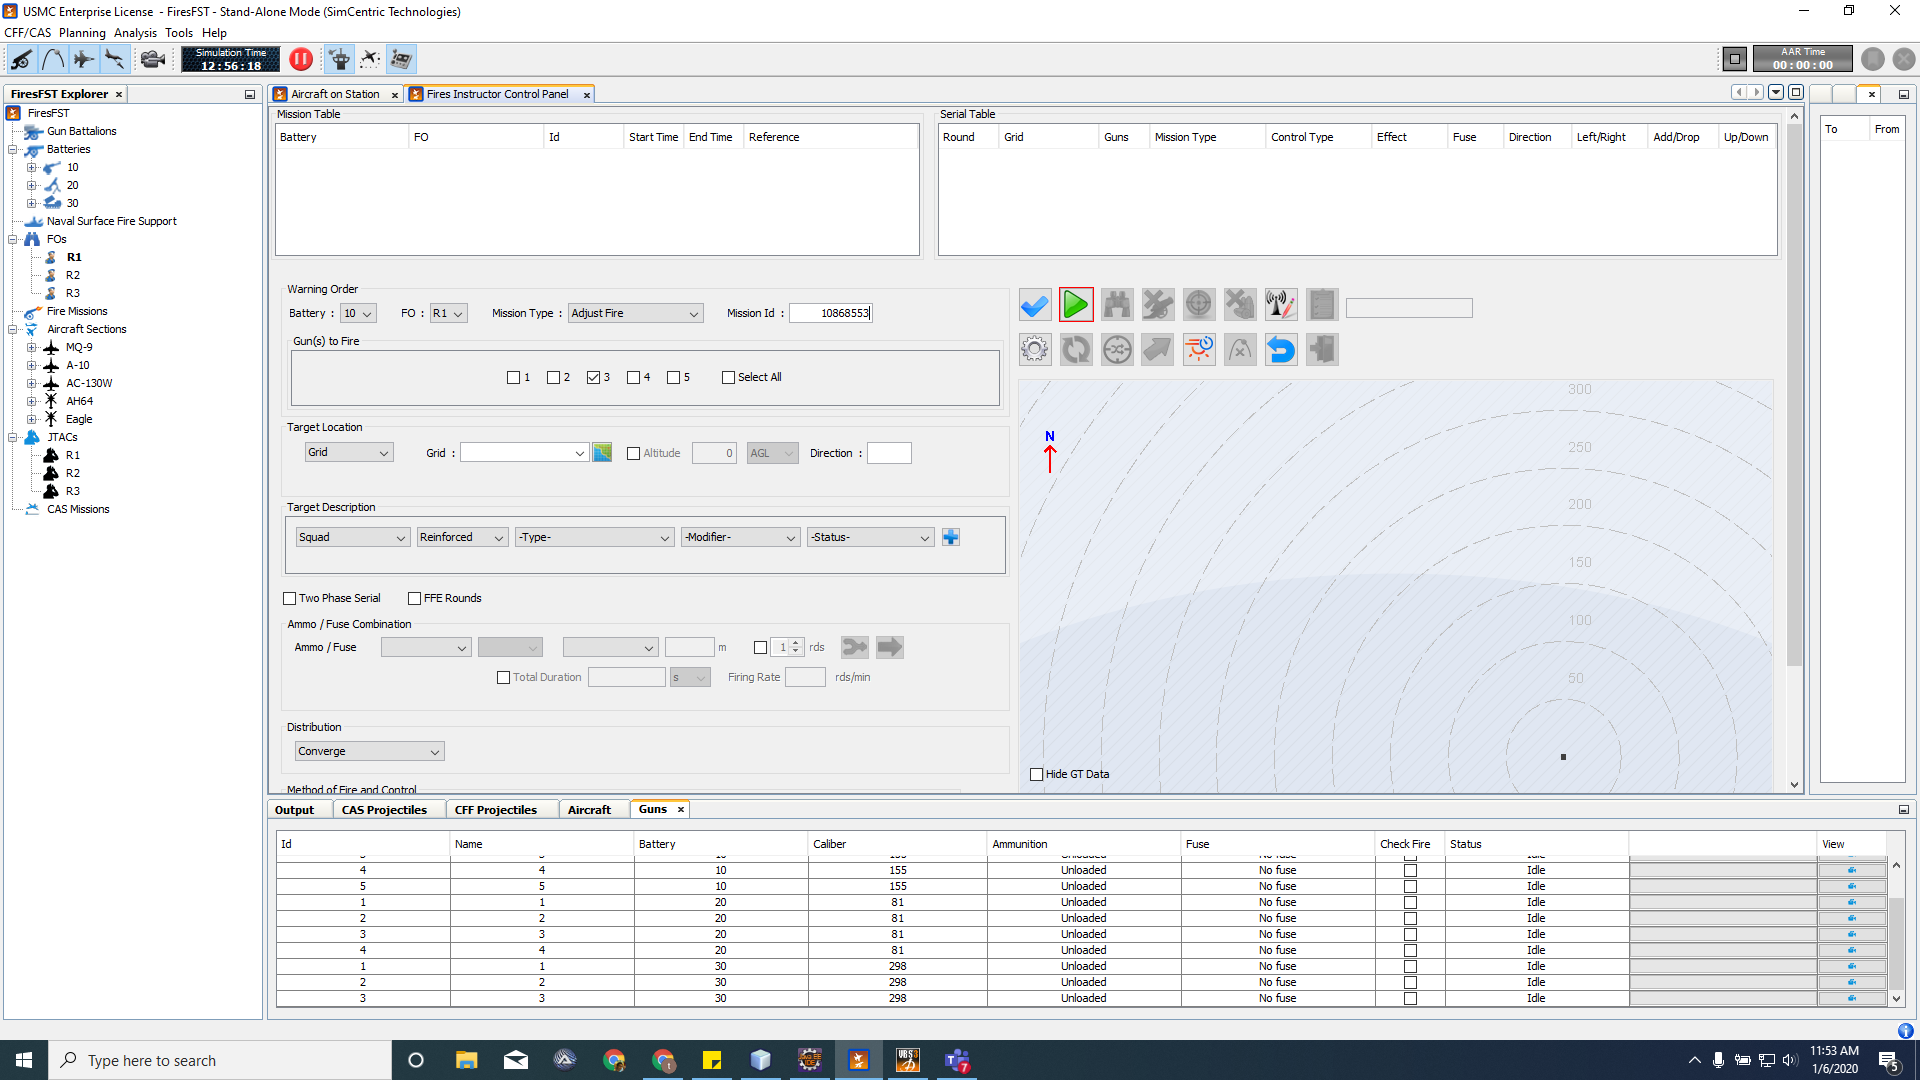 USMC Enterprise License - FiresFST - Stand-Alone Mode (SimCentric Technologies)
CFF/CAS Planning Analysis Tools Help
Simulation Time
12:56:18
AAR Time
00:00:00
FiresFST Explorer
Aircraft on Station
Fires Instructor Control Panel
FiresFST
Gun Battalions
Batteries
10
20
30
Naval Surface Fire Support
FOs
R1
R2
R3
Fire Missions
Aircraft Sections
MQ-9
A-10
AC-130W
AH64
Eagle
JTACs
R1
R2
R3
CAS Missions
Mission Table
Battery FO Id Start Time End Time Reference
Serial Table
Round Grid Guns Mission Type Control Type Effect Fuse Direction Left/Right Add/Drop Up/Down
To From
Warning Order
Battery : 10 FO : R1 Mission Type : Adjust Fire Mission Id : 10868553
Gun(s) to Fire
1 2 3 4 5 Select All
Target Location
Grid Grid : Altitude 0 AGL Direction :
Target Description
Squad Reinforced -Type- -Modifier- -Status-
Two Phase Serial FFE Rounds
Ammo / Fuse Combination
Ammo / Fuse m 1 rds
Total Duration s Firing Rate rds/min
Distribution
Converge
Method of Fire and Control
N
300
250
200
150
100
50
Hide GT Data
Output CAS Projectiles CFF Projectiles Aircraft Guns
Id Name Battery Caliber Ammunition Fuse Check Fire Status View
4 4 10 155 Unloaded No fuse Idle
5 5 10 155 Unloaded No fuse Idle
1 1 20 81 Unloaded No fuse Idle
2 2 20 81 Unloaded No fuse Idle
3 3 20 81 Unloaded No fuse Idle
4 4 20 81 Unloaded No fuse Idle
1 1 30 298 Unloaded No fuse Idle
2 2 30 298 Unloaded No fuse Idle
3 3 30 298 Unloaded No fuse Idle
Type here to search
VBS3
7
11:53 AM
1/6/2020
5